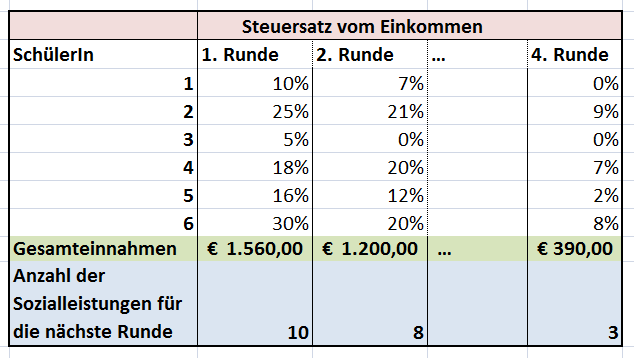 Steuersatz vom Einkommen
SchülerIn 1. Runde 2. Runde ... 4. Runde
1 10% 7% 0%
2 25% 21% 9%
3 5% 0% 0%
4 18% 20% 7%
5 16% 12% 2%
6 30% 20% 8%
Gesamteinnahmen € 1.560,00 € 1.200,00 ... € 390,00
Anzahl der
Sozialleistungen für
die nächste Runde 10 8 3